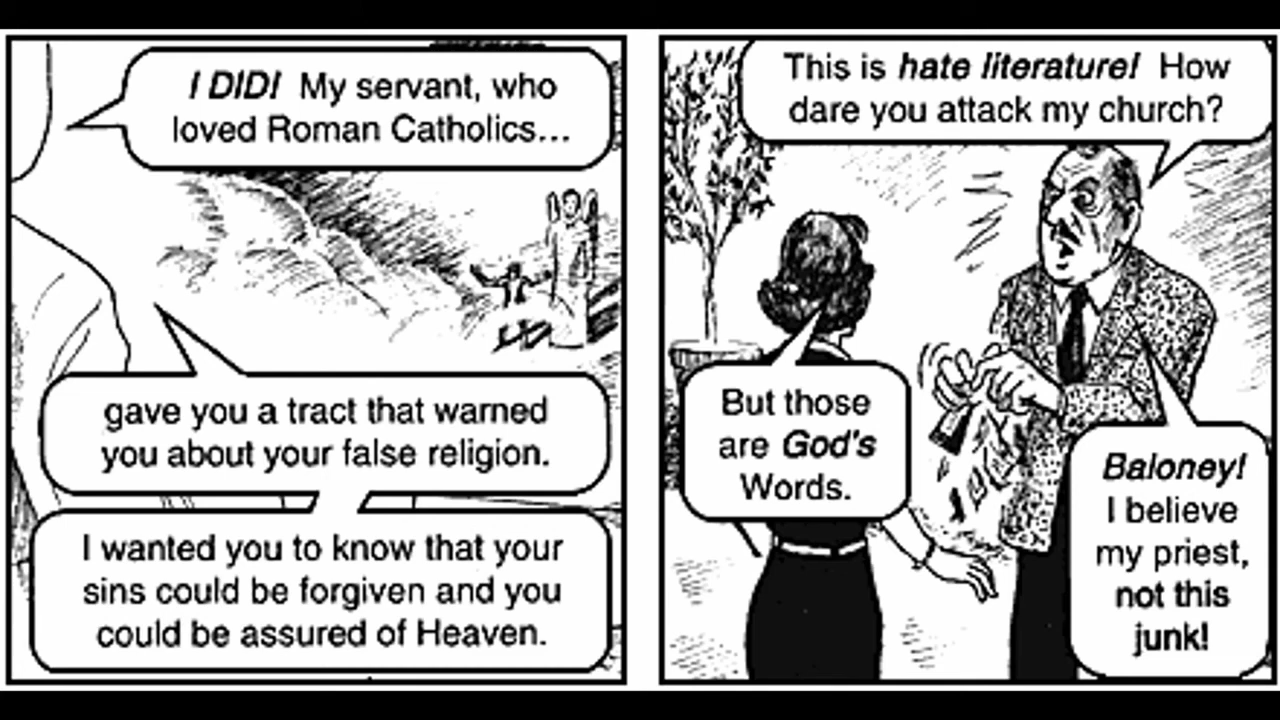 I DID! My servant, who
loved Roman Catholics...
gave you a tract that warned
you about your false religion.
I wanted you to know that your
sins could be forgiven and you
could be assured of Heaven.
This is hate literature! How
dare you attack my church?
But those
are God's
Words.
Baloney!
I believe
my priest,
not this
junk!